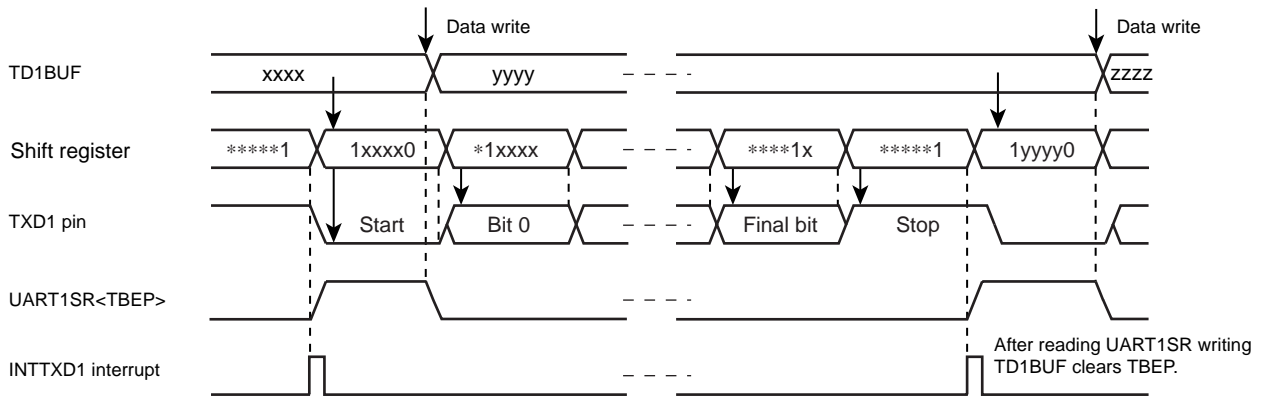 Data write Data write
TD1BUF xxxx yyyy zzzz
Shift register *****1 1xxxx0 *1xxxx ****1x *****1 1yyyy0
TXD1 pin Start Bit 0 Final bit Stop
UART1SR<TBEP>
After reading UART1SR writing
INTTXD1 interrupt TD1BUF clears TBEP.